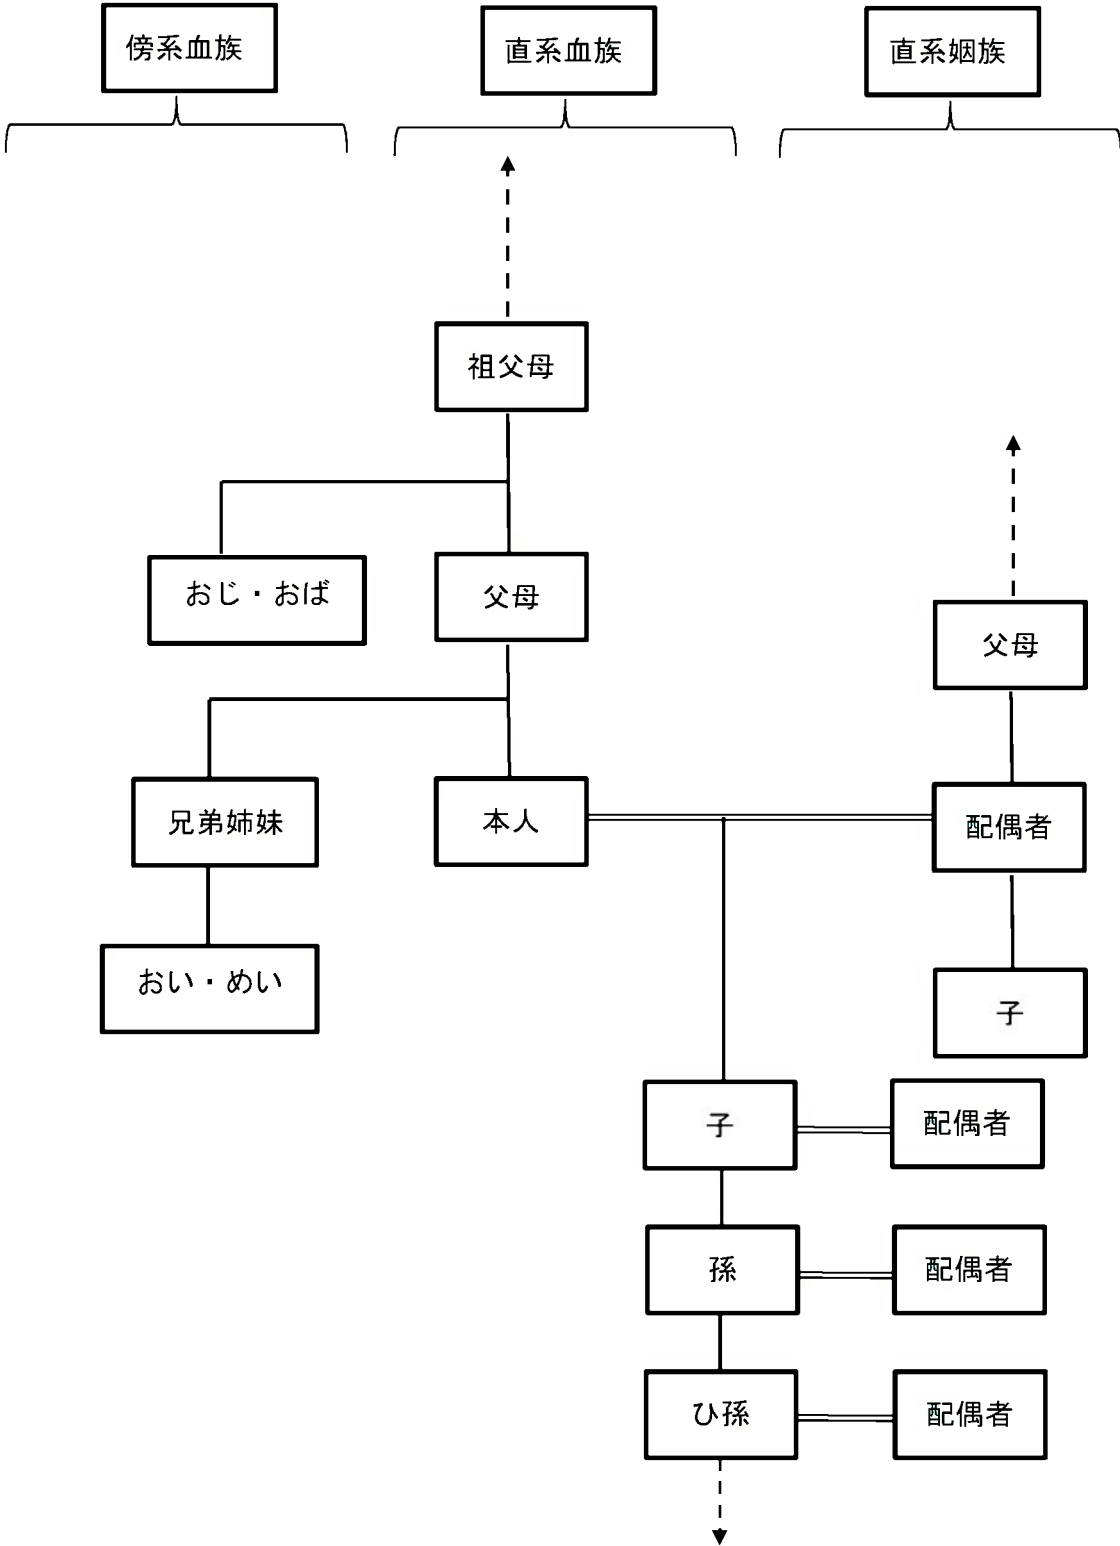 傍系血族
直系血族
直系姻族
祖父母
おじ・おば
父母
父母
兄弟姉妹
本人
配偶者
おい・めい
子
子
配偶者
孫
配偶者
ひ孫
配偶者